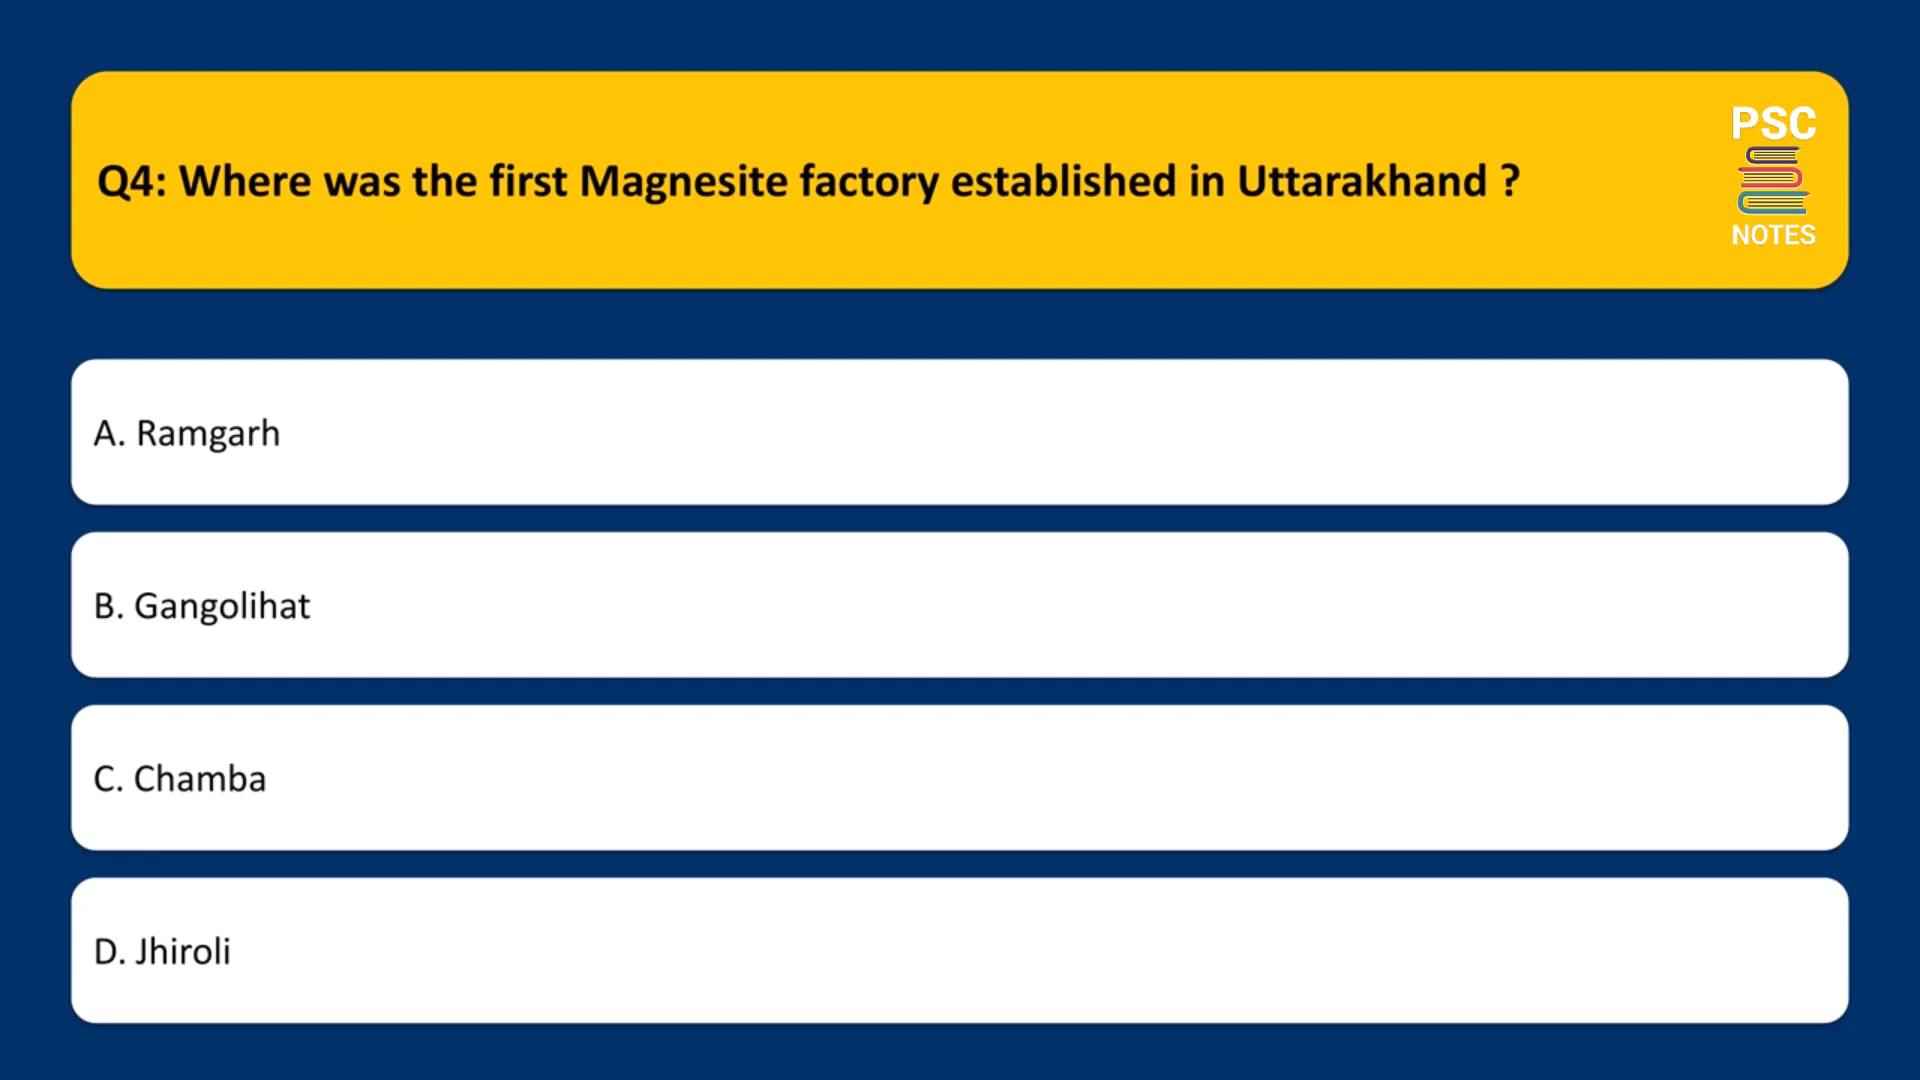 Q4: Where was the first Magnesite factory established in Uttarakhand ?
PSC
NOTES
A. Ramgarh
B. Gangolihat
C. Chamba
D. Jhiroli